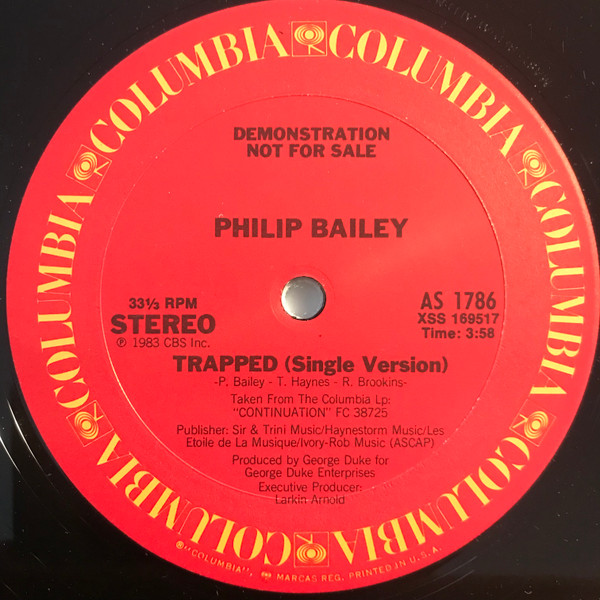 COLUMBIA COLUMBIA COLUMBIA COLUMBIA COLUMBIA COLUMBIA COLUMBIA COLUMBIA
DEMONSTRATION
NOT FOR SALE
PHILIP BAILEY
33⅓ RPM
STEREO
℗ 1983 CBS Inc.
AS 1786
XSS 169517
Time: 3:58
TRAPPED (Single Version)
-P. Bailey - T. Haynes - R. Brookins-
Taken From The Columbia Lp:
"CONTINUATION" FC 38725
Publisher: Sir & Trini Music/Haynestorm Music/Les
Etoile de La Musique/Ivory-Rob Music (ASCAP)
Produced by George Duke for
George Duke Enterprises
Executive Producer:
Larkin Arnold
®"COLUMBIA", MARCAS REG. PRINTED IN U.S.A.